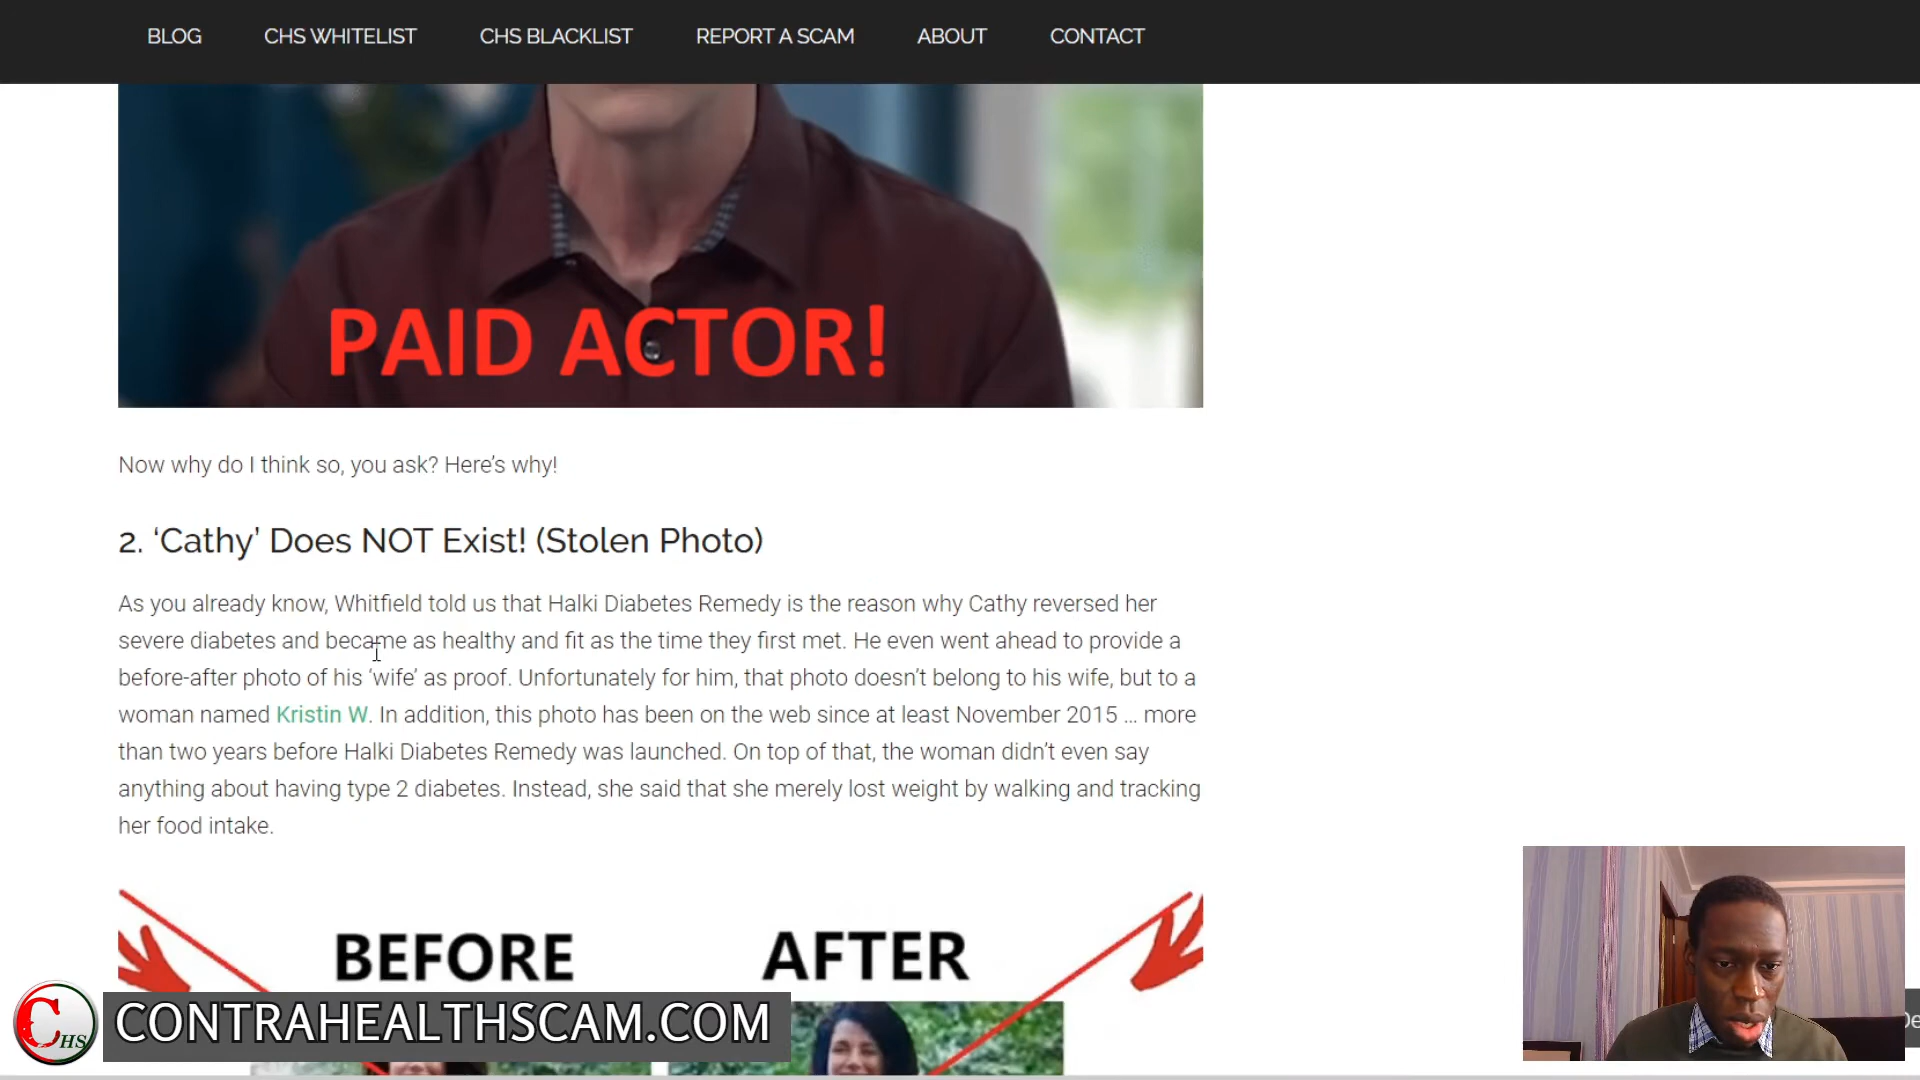 BLOG CHS WHITELIST CHS BLACKLIST REPORT A SCAM ABOUT CONTACT
PAID ACTOR!
Now why do I think so, you ask? Here’s why!
2. ‘Cathy’ Does NOT Exist! (Stolen Photo)
As you already know, Whitfield told us that Halki Diabetes Remedy is the reason why Cathy reversed her
severe diabetes and became as healthy and fit as the time they first met. He even went ahead to provide a
before-after photo of his ‘wife’ as proof. Unfortunately for him, that photo doesn’t belong to his wife, but to a
woman named Kristin W. In addition, this photo has been on the web since at least November 2015 … more
than two years before Halki Diabetes Remedy was launched. On top of that, the woman didn’t even say
anything about having type 2 diabetes. Instead, she said that she merely lost weight by walking and tracking
her food intake.
BEFORE AFTER
CHS CONTRAHEALTHSCAM.COM